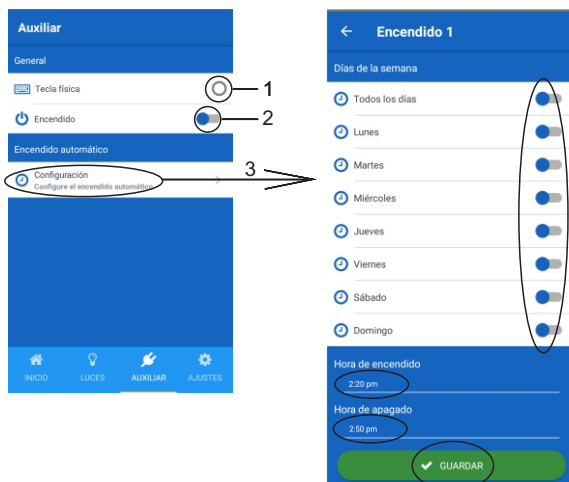 Auxiliar
General
Tecla física
1
Encendido
2
Encendido automático
Configuración
Configure el encendido automático
3
INICIO
LUCES
AUXILIAR
AJUSTES
Encendido 1
Días de la semana
Todos los días
Lunes
Martes
Miércoles
Jueves
Viernes
Sábado
Domingo
Hora de encendido
2:20 pm
Hora de apagado
2:50 pm
GUARDAR